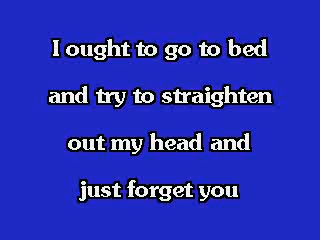 I ought to go to bed
and try to straighten
out my head and
just forget you